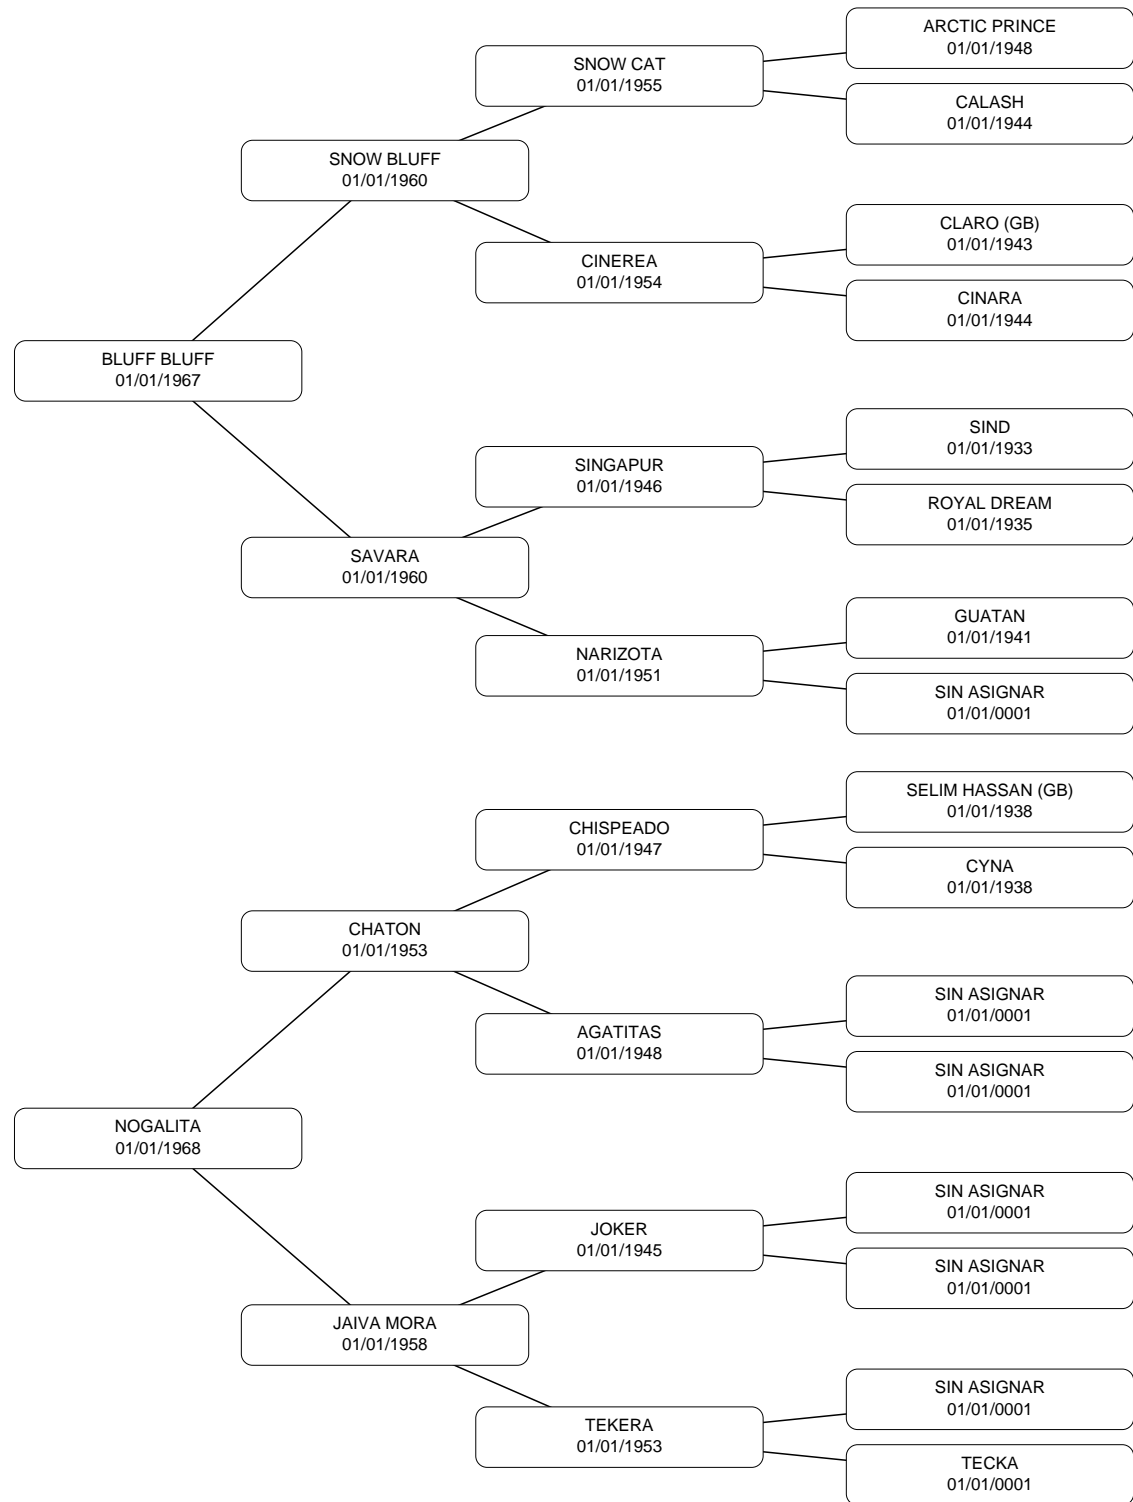 ARCTIC PRINCE
01/01/1948
SNOW CAT
01/01/1955
CALASH
01/01/1944
SNOW BLUFF
01/01/1960
CLARO (GB)
01/01/1943
CINEREA
01/01/1954
CINARA
01/01/1944
BLUFF BLUFF
01/01/1967
SIND
01/01/1933
SINGAPUR
01/01/1946
ROYAL DREAM
01/01/1935
SAVARA
01/01/1960
GUATAN
01/01/1941
NARIZOTA
01/01/1951
SIN ASIGNAR
01/01/0001
SELIM HASSAN (GB)
01/01/1938
CHISPEADO
01/01/1947
CYNA
01/01/1938
CHATON
01/01/1953
SIN ASIGNAR
01/01/0001
AGATITAS
01/01/1948
SIN ASIGNAR
01/01/0001
NOGALITA
01/01/1968
SIN ASIGNAR
01/01/0001
JOKER
01/01/1945
SIN ASIGNAR
01/01/0001
JAIVA MORA
01/01/1958
SIN ASIGNAR
01/01/0001
TEKERA
01/01/1953
TECKA
01/01/0001